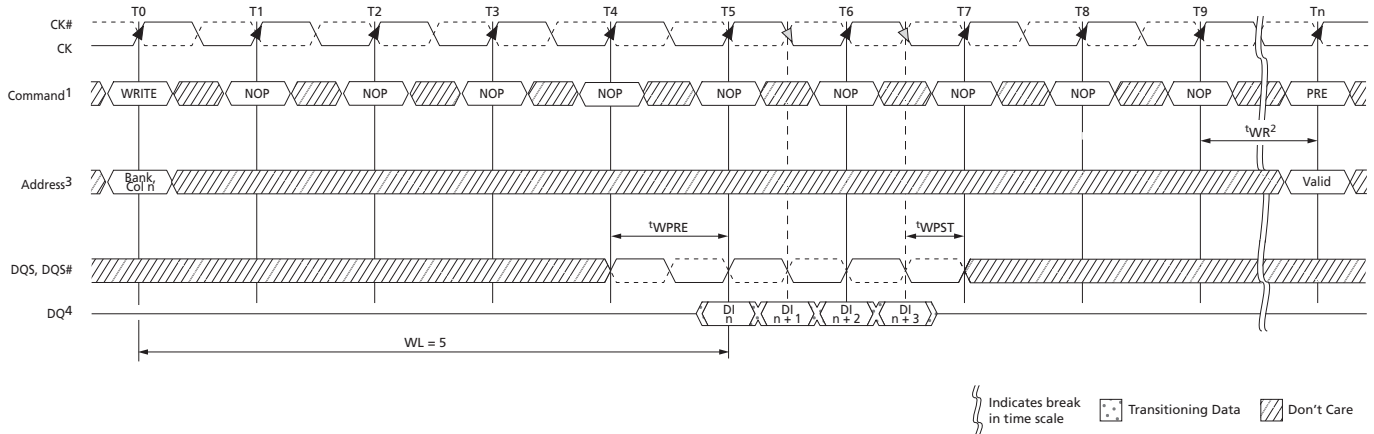 T0 T1 T2 T3 T4 T5 T6 T7 T8 T9 Tn
CK#
CK
Command1 WRITE NOP NOP NOP NOP NOP NOP NOP NOP NOP PRE
tWR2
Address3 Bank, Col n Valid
tWPRE tWPST
DQS, DQS#
DQ4 DI n DI n + 1 DI n + 2 DI n + 3
WL = 5
Indicates break in time scale
Transitioning Data
Don't Care